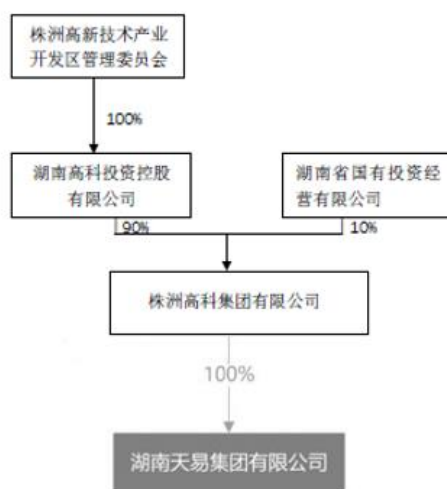 株洲高新技术产业
开发区管理委员会
100%
湖南高科投资控股
有限公司
湖南省国有投资经
营有限公司
90%
10%
株洲高科集团有限公司
100%
湖南天易集团有限公司